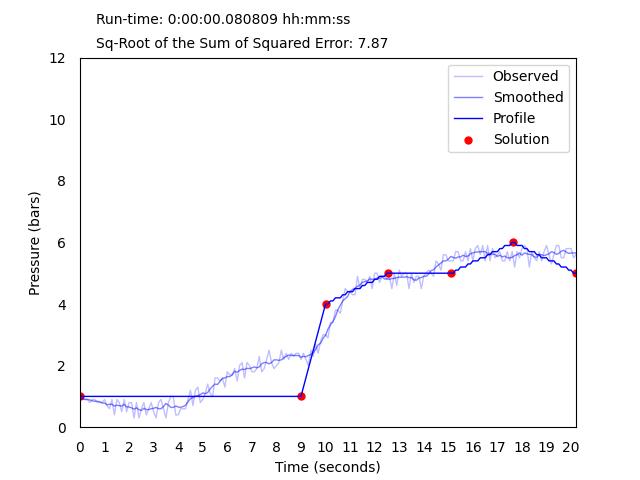 Run-time: 0:00:00.080809 hh:mm:ss
Sq-Root of the Sum of Squared Error: 7.87
12
10
8
6
4
2
0
Pressure (bars)
Observed
Smoothed
Profile
Solution
0 1 2 3 4 5 6 7 8 9 10 11 12 13 14 15 16 17 18 19 20
Time (seconds)